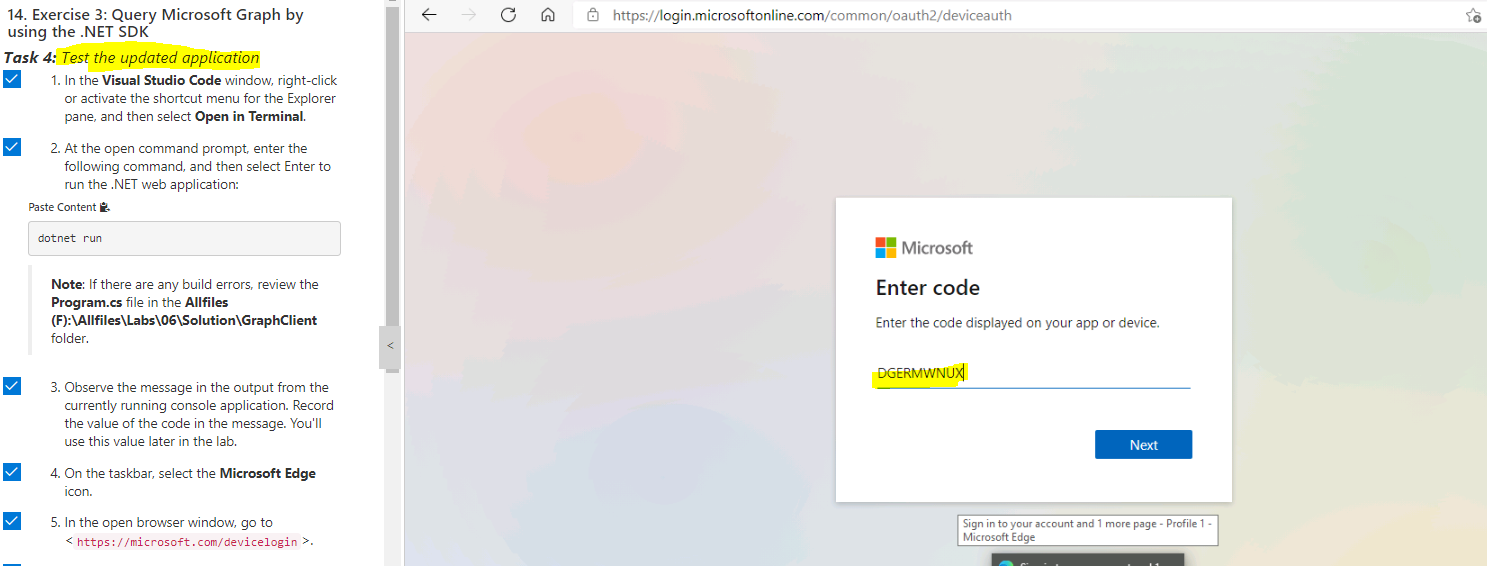 14. Exercise 3: Query Microsoft Graph by
using the .NET SDK
Task 4: Test the updated application
1. In the Visual Studio Code window, right-click
or activate the shortcut menu for the Explorer
pane, and then select Open in Terminal.
2. At the open command prompt, enter the
following command, and then select Enter to
run the .NET web application:
Paste Content
dotnet run
Note: If there are any build errors, review the
Program.cs file in the Allfiles
(F):\Allfiles\Labs\06\Solution\GraphClient
folder.
3. Observe the message in the output from the
currently running console application. Record
the value of the code in the message. You'll
use this value later in the lab.
4. On the taskbar, select the Microsoft Edge
icon.
5. In the open browser window, go to
<https://microsoft.com/devicelogin>.
<
https://login.microsoftonline.com/common/oauth2/deviceauth
Microsoft
Enter code
Enter the code displayed on your app or device.
DGERMWNUX
Next
Sign in to your account and 1 more page - Profile 1 -
Microsoft Edge